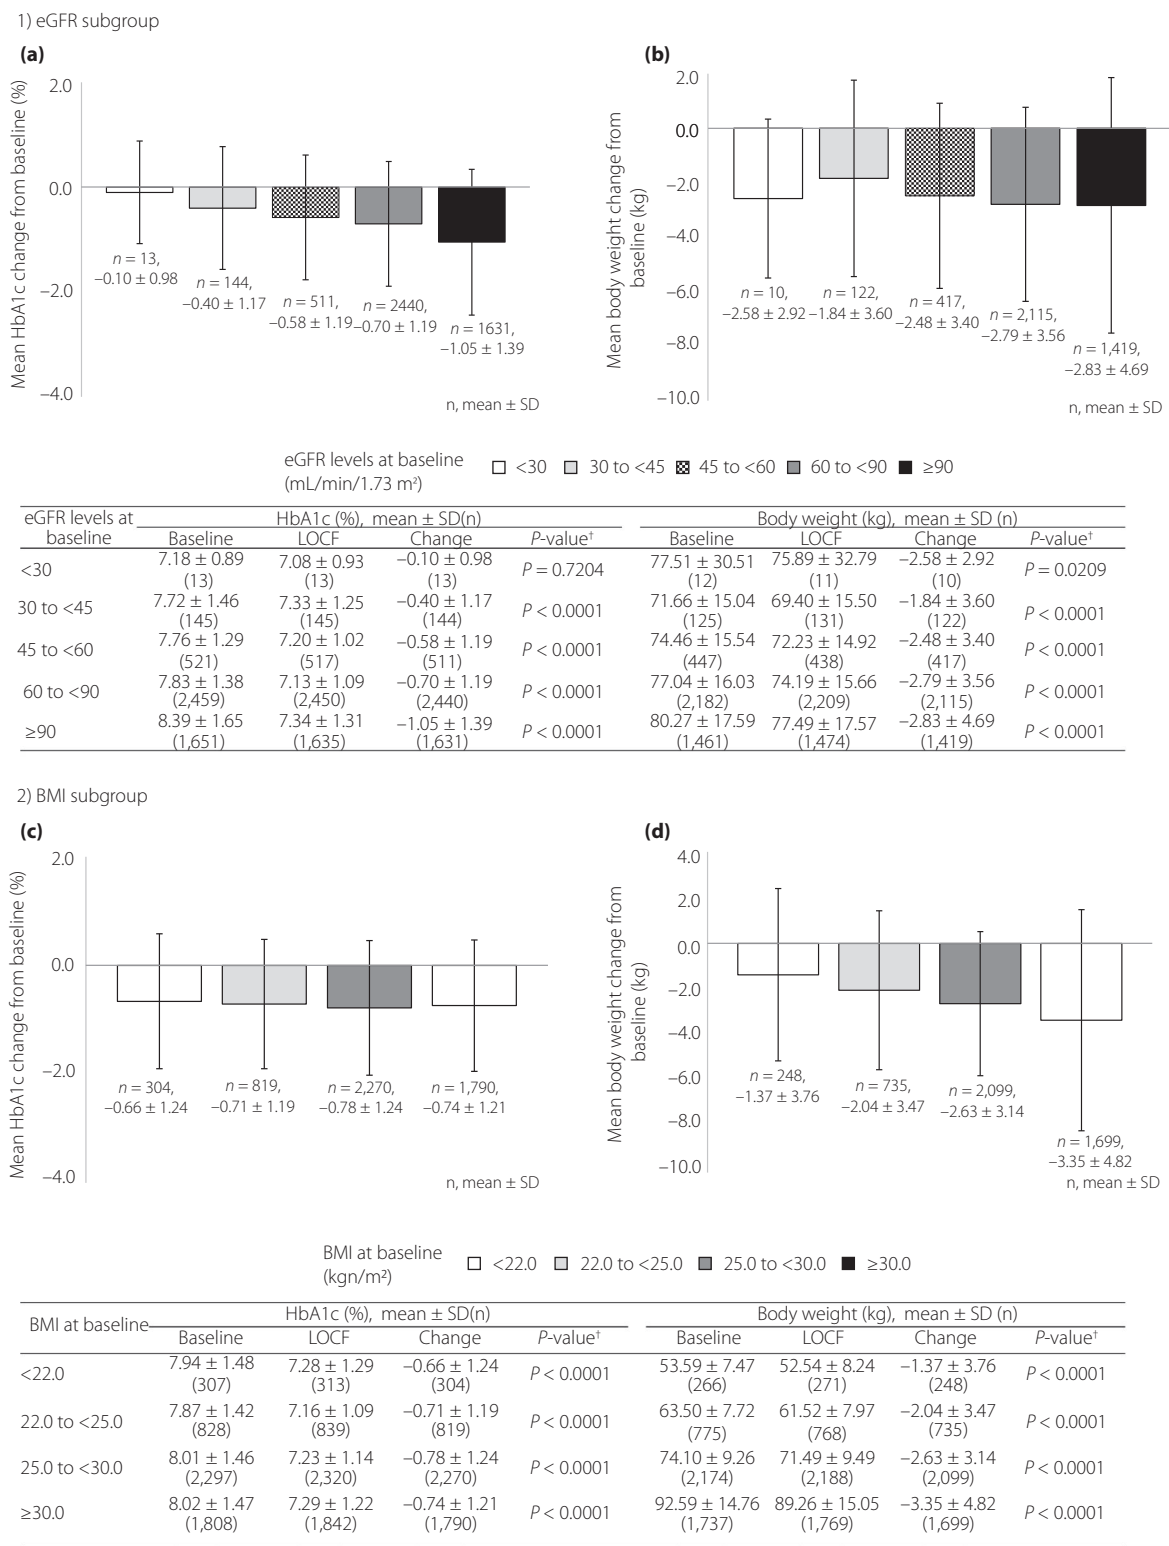 1) eGFR subgroup
(a)
Mean HbA1c change from baseline (%)
2.0
0.0
−2.0
−4.0
n = 13,
−0.10 ± 0.98
n = 144,
−0.40 ± 1.17
n = 511,
−0.58 ± 1.19
n = 2440,
−0.70 ± 1.19
n = 1631,
−1.05 ± 1.39
n, mean ± SD
(b)
Mean body weight change from
baseline (kg)
2.0
0.0
−2.0
−4.0
−6.0
−8.0
−10.0
n = 10,
−2.58 ± 2.92
n = 122,
−1.84 ± 3.60
n = 417,
−2.48 ± 3.40
n = 2,115,
−2.79 ± 3.56
n = 1,419,
−2.83 ± 4.69
n, mean ± SD
eGFR levels at baseline <30 30 to <45 45 to <60 60 to <90 ≥90
(mL/min/1.73 m²)
eGFR levels at HbA1c (%), mean ± SD(n) Body weight (kg), mean ± SD (n)
baseline Baseline LOCF Change P-value† Baseline LOCF Change P-value†
<30 7.18 ± 0.89 7.08 ± 0.93 −0.10 ± 0.98 P = 0.7204 77.51 ± 30.51 75.89 ± 32.79 −2.58 ± 2.92 P = 0.0209
(13) (13) (13) (12) (11) (10)
30 to <45 7.72 ± 1.46 7.33 ± 1.25 −0.40 ± 1.17 P < 0.0001 71.66 ± 15.04 69.40 ± 15.50 −1.84 ± 3.60 P < 0.0001
(145) (145) (144) (125) (131) (122)
45 to <60 7.76 ± 1.29 7.20 ± 1.02 −0.58 ± 1.19 P < 0.0001 74.46 ± 15.54 72.23 ± 14.92 −2.48 ± 3.40 P < 0.0001
(521) (517) (511) (447) (438) (417)
60 to <90 7.83 ± 1.38 7.13 ± 1.09 −0.70 ± 1.19 P < 0.0001 77.04 ± 16.03 74.19 ± 15.66 −2.79 ± 3.56 P < 0.0001
(2,459) (2,450) (2,440) (2,182) (2,209) (2,115)
≥90 8.39 ± 1.65 7.34 ± 1.31 −1.05 ± 1.39 P < 0.0001 80.27 ± 17.59 77.49 ± 17.57 −2.83 ± 4.69 P < 0.0001
(1,651) (1,635) (1,631) (1,461) (1,474) (1,419)
2) BMI subgroup
(c)
Mean HbA1c change from baseline (%)
2.0
0.0
−2.0
−4.0
n = 304,
−0.66 ± 1.24
n = 819,
−0.71 ± 1.19
n = 2,270,
−0.78 ± 1.24
n = 1,790,
−0.74 ± 1.21
n, mean ± SD
(d)
Mean body weight change from
baseline (kg)
4.0
2.0
0.0
−2.0
−4.0
−6.0
−8.0
−10.0
n = 248,
−1.37 ± 3.76
n = 735,
−2.04 ± 3.47
n = 2,099,
−2.63 ± 3.14
n = 1,699,
−3.35 ± 4.82
n, mean ± SD
BMI at baseline <22.0 22.0 to <25.0 25.0 to <30.0 ≥30.0
(kgn/m²)
HbA1c (%), mean ± SD(n) Body weight (kg), mean ± SD (n)
BMI at baseline Baseline LOCF Change P-value† Baseline LOCF Change P-value†
<22.0 7.94 ± 1.48 7.28 ± 1.29 −0.66 ± 1.24 P < 0.0001 53.59 ± 7.47 52.54 ± 8.24 −1.37 ± 3.76 P < 0.0001
(307) (313) (304) (266) (271) (248)
22.0 to <25.0 7.87 ± 1.42 7.16 ± 1.09 −0.71 ± 1.19 P < 0.0001 63.50 ± 7.72 61.52 ± 7.97 −2.04 ± 3.47 P < 0.0001
(828) (839) (819) (775) (768) (735)
25.0 to <30.0 8.01 ± 1.46 7.23 ± 1.14 −0.78 ± 1.24 P < 0.0001 74.10 ± 9.26 71.49 ± 9.49 −2.63 ± 3.14 P < 0.0001
(2,297) (2,320) (2,270) (2,174) (2,188) (2,099)
≥30.0 8.02 ± 1.47 7.29 ± 1.22 −0.74 ± 1.21 P < 0.0001 92.59 ± 14.76 89.26 ± 15.05 −3.35 ± 4.82 P < 0.0001
(1,808) (1,842) (1,790) (1,737) (1,769) (1,699)